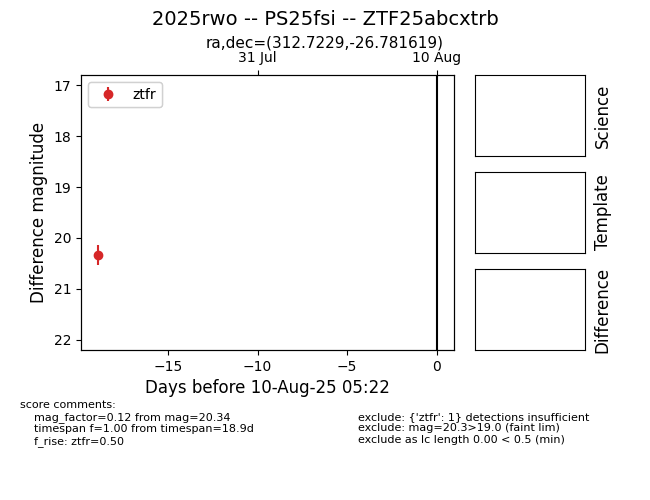 2025rwo -- PS25fsi -- ZTF25abcxtrb
ra,dec=(312.7229,-26.781619)
31 Jul
10 Aug
ztfr
17
18
19
20
21
22
Difference magnitude
−15
−10
−5
0
Days before 10-Aug-25 05:22
Science
Template
Difference
score comments:
mag_factor=0.12 from mag=20.34
timespan f=1.00 from timespan=18.9d
f_rise: ztfr=0.50
exclude: {'ztfr': 1} detections insufficient
exclude: mag=20.3>19.0 (faint lim)
exclude as lc length 0.00 < 0.5 (min)